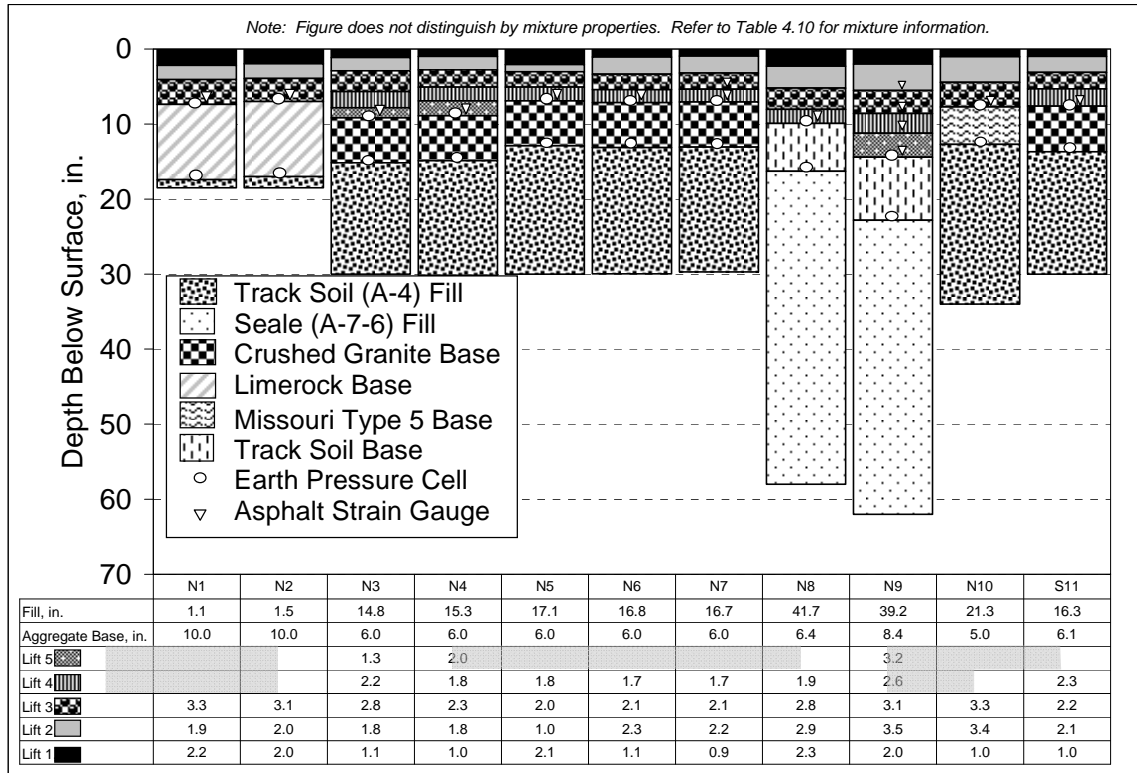 Note: Figure does not distinguish by mixture properties. Refer to Table 4.10 for mixture information.
Depth Below Surface, in.
0
10
20
30
40
50
60
70
Track Soil (A-4) Fill
Seale (A-7-6) Fill
Crushed Granite Base
Limerock Base
Missouri Type 5 Base
Track Soil Base
Earth Pressure Cell
Asphalt Strain Gauge
N1 N2 N3 N4 N5 N6 N7 N8 N9 N10 S11
Fill, in. 1.1 1.5 14.8 15.3 17.1 16.8 16.7 41.7 39.2 21.3 16.3
Aggregate Base, in. 10.0 10.0 6.0 6.0 6.0 6.0 6.0 6.4 8.4 5.0 6.1
Lift 5 1.3 2.0 3.2
Lift 4 2.2 1.8 1.8 1.7 1.7 1.9 2.6 2.3
Lift 3 3.3 3.1 2.8 2.3 2.0 2.1 2.1 2.8 3.1 3.3 2.2
Lift 2 1.9 2.0 1.8 1.8 1.0 2.3 2.2 2.9 3.5 3.4 2.1
Lift 1 2.2 2.0 1.1 1.0 2.1 1.1 0.9 2.3 2.0 1.0 1.0